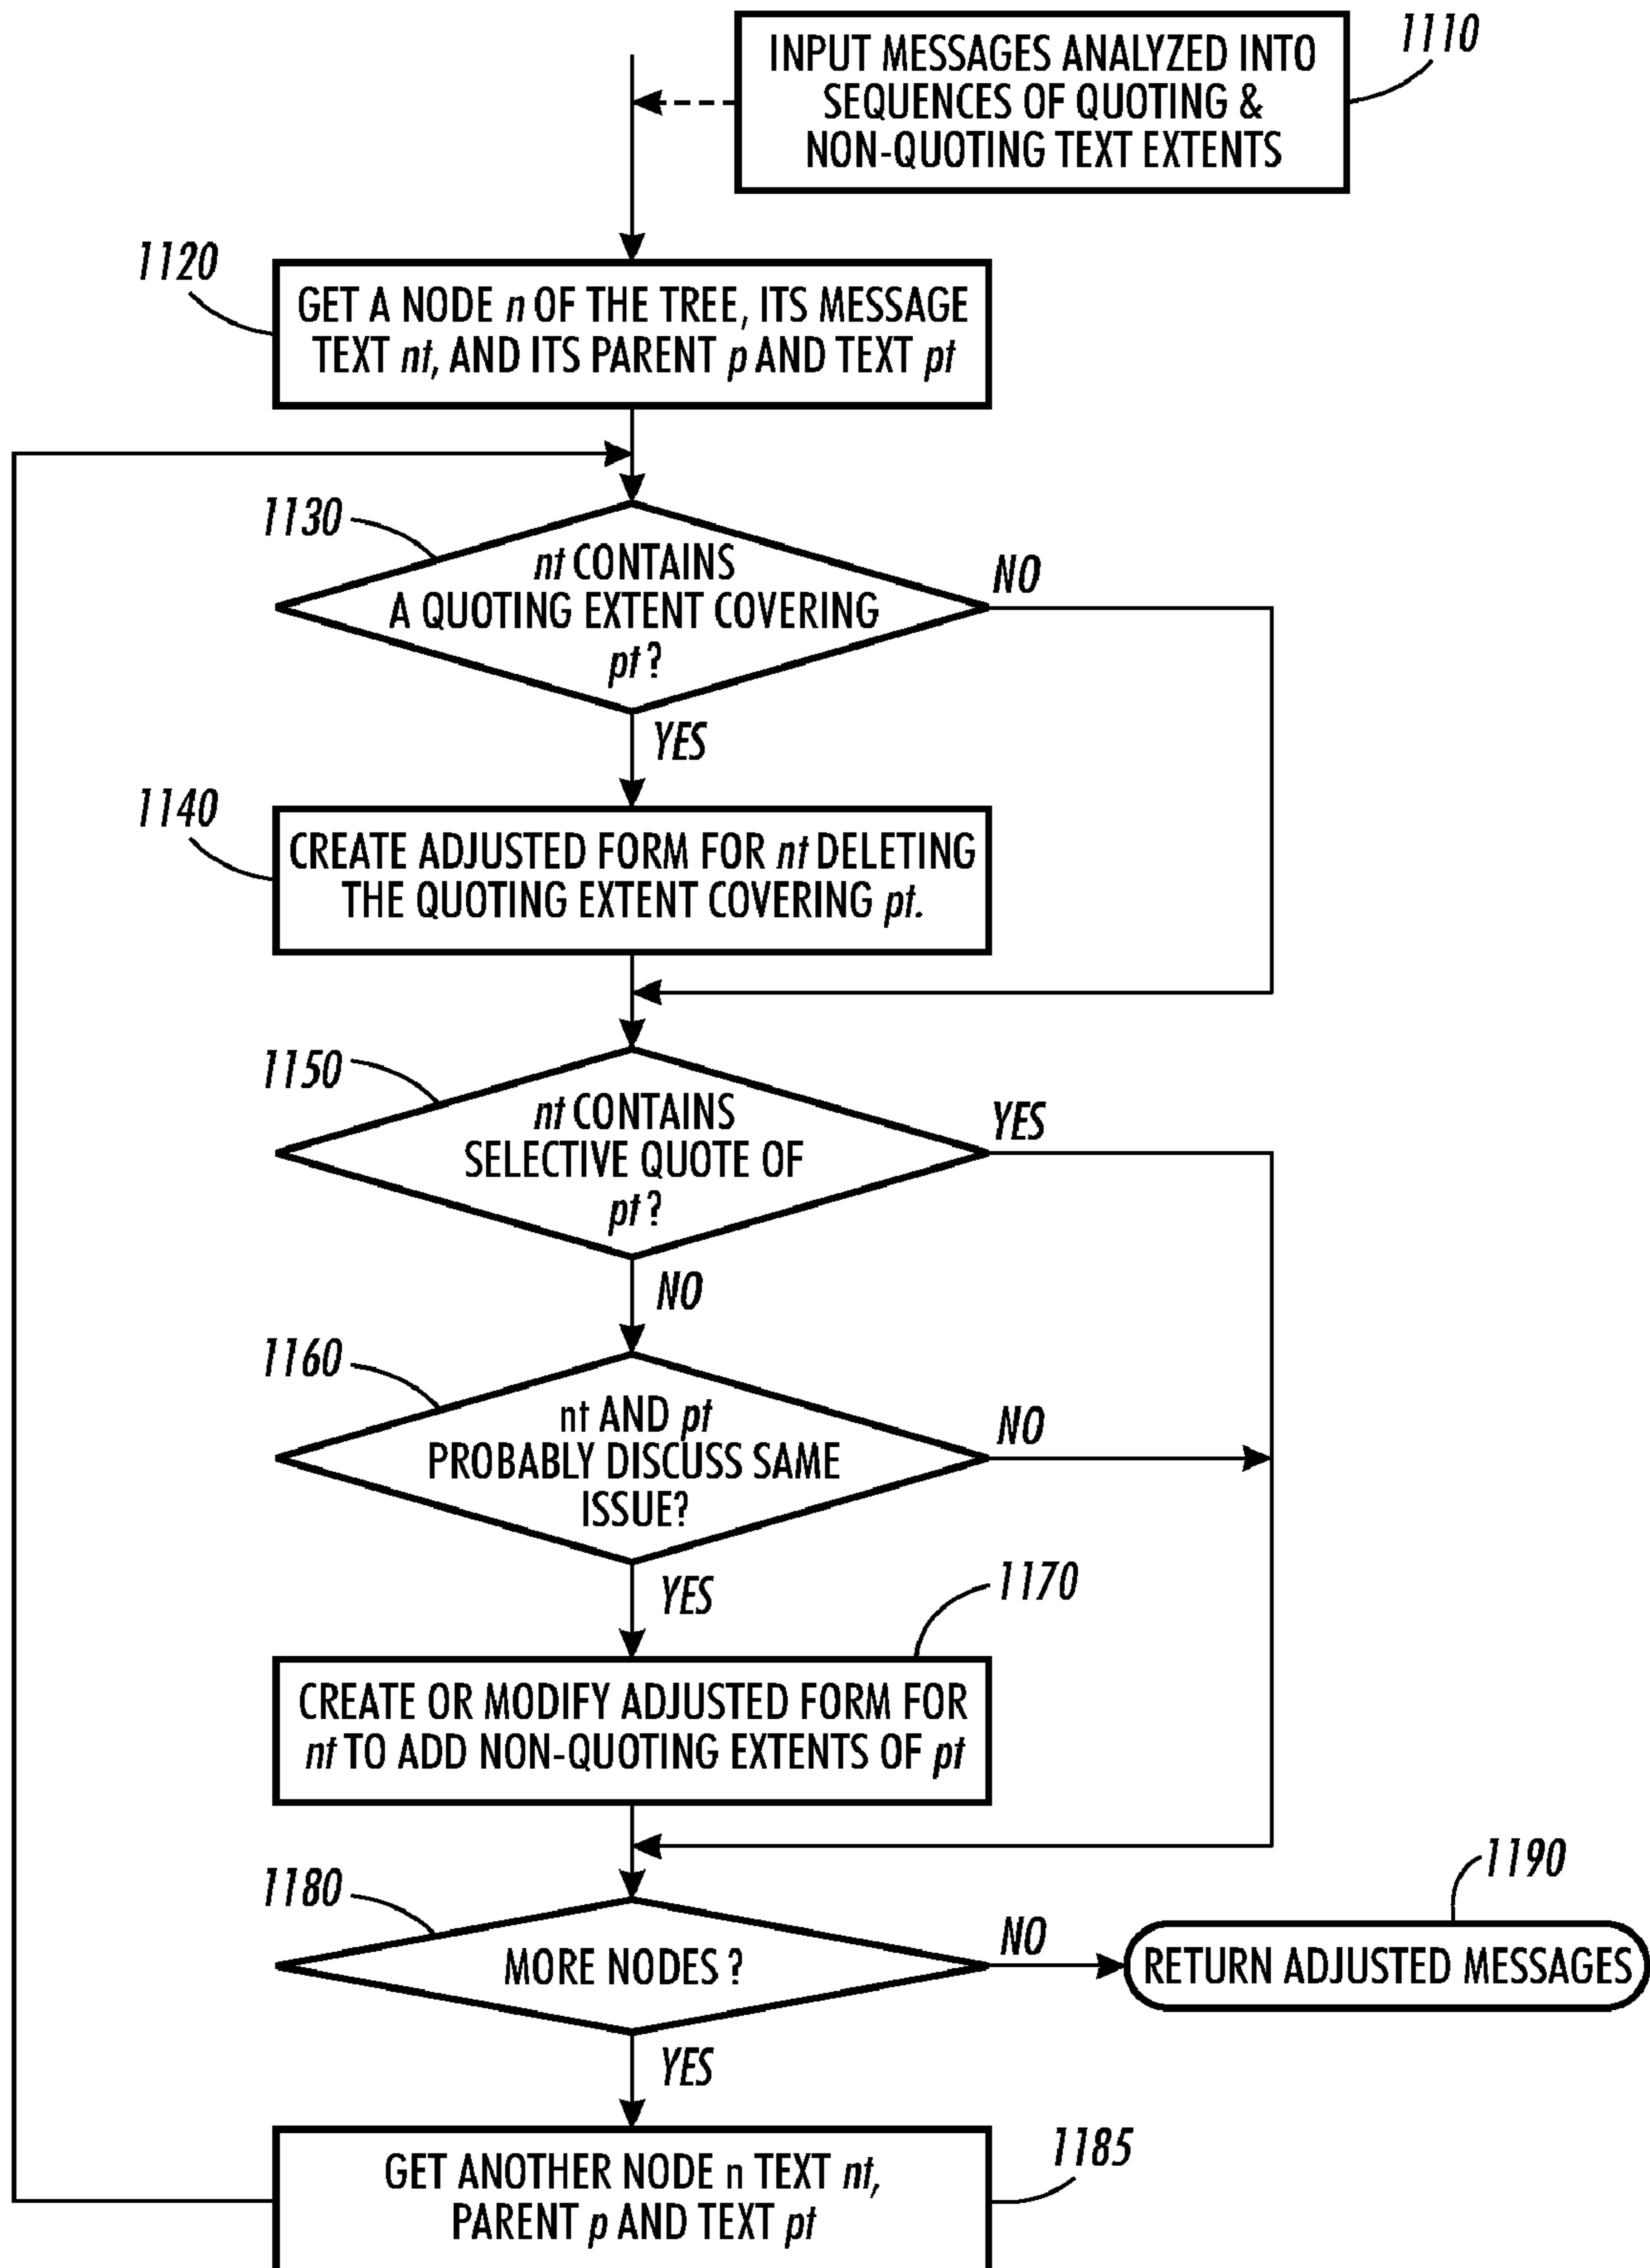 1110
INPUT MESSAGES ANALYZED INTO
SEQUENCES OF QUOTING &
NON-QUOTING TEXT EXTENTS
1120
GET A NODE n OF THE TREE, ITS MESSAGE
TEXT nt, AND ITS PARENT p AND TEXT pt
1130
nt CONTAINS
A QUOTING EXTENT COVERING
pt?
NO
YES
1140
CREATE ADJUSTED FORM FOR nt DELETING
THE QUOTING EXTENT COVERING pt.
1150
nt CONTAINS
SELECTIVE QUOTE OF
pt?
YES
NO
1160
nt AND pt
PROBABLY DISCUSS SAME
ISSUE?
NO
YES
1170
CREATE OR MODIFY ADJUSTED FORM FOR
nt TO ADD NON-QUOTING EXTENTS OF pt
1180
MORE NODES?
NO
1190
RETURN ADJUSTED MESSAGES
YES
1185
GET ANOTHER NODE n TEXT nt,
PARENT p AND TEXT pt